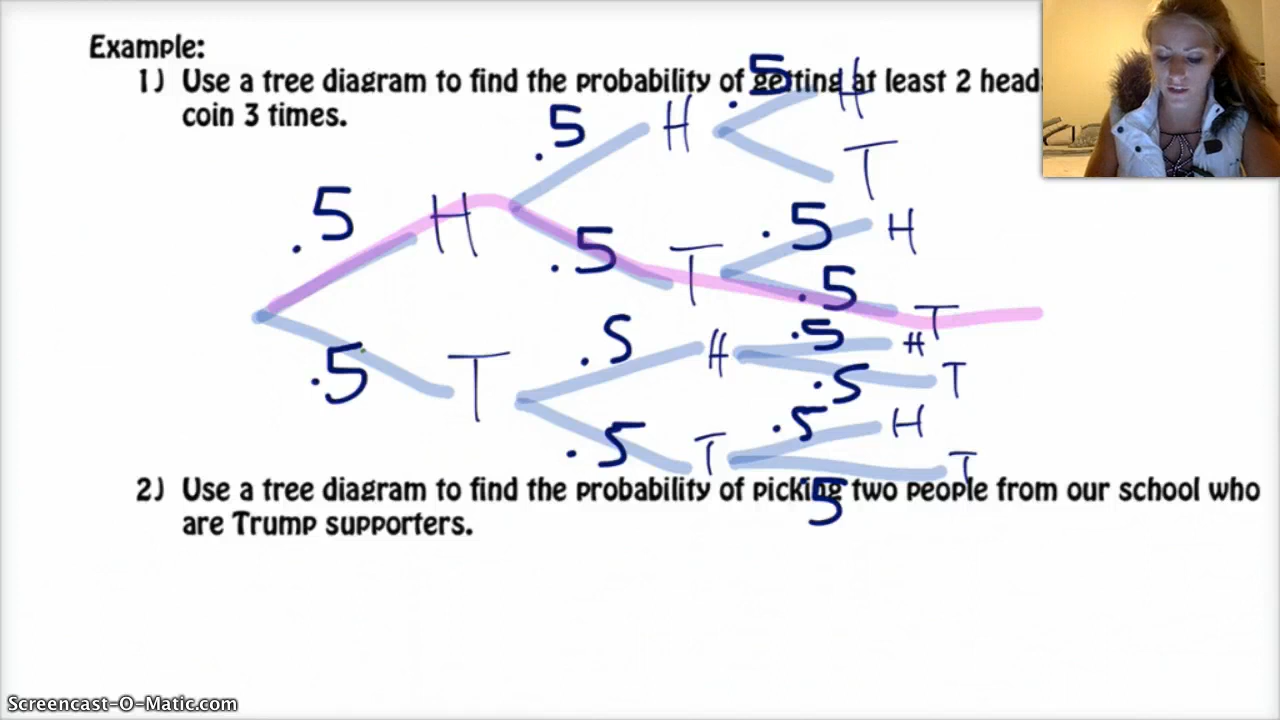 Example:
1) Use a tree diagram to find the probability of getting at least 2 head
coin 3 times.
.5 H .5 H .5 H
T
.5 T .5 H
.5 T
.5 T .5 H .5 H
.5 T
.5 T .5 H
.5 T
2) Use a tree diagram to find the probability of picking two people from our school who
are Trump supporters.
Screencast-O-Matic.com